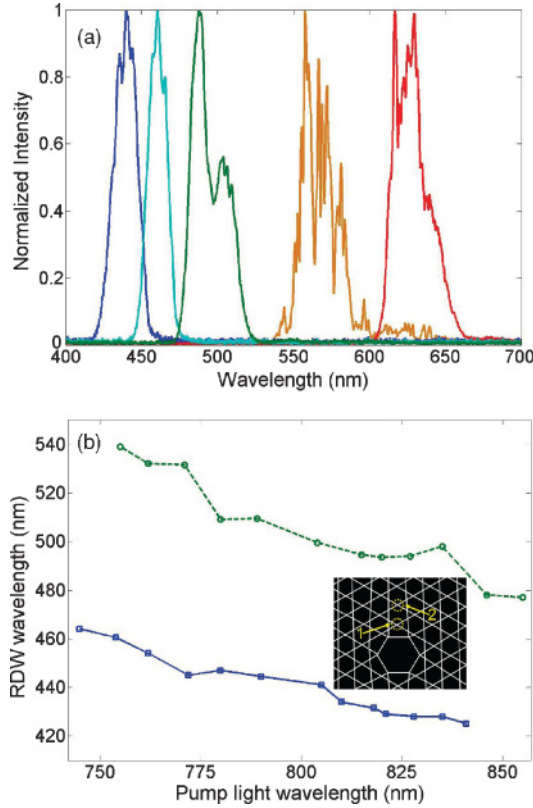 (a)
Normalized Intensity
1
0.8
0.6
0.4
0.2
0
400 450 500 550 600 650 700
Wavelength (nm)
(b)
RDW wavelength (nm)
540
520
500
480
460
440
420
1
2
750 775 800 825 850
Pump light wavelength (nm)